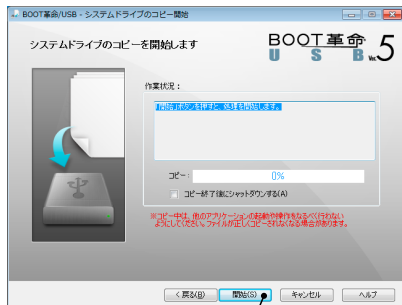 BOOT革命/USB - システムドライブのコピー開始
システムドライブのコピーを開始します
BOOT革命
USB Ver.5
作業状況：
「開始」ボタンを押すと、処理を開始します。
コピー：
0%
コピー終了後にシャットダウンする(A)
※コピー中は、他のアプリケーションの起動や操作をなるべく行わない
ようにしてください。ファイルが正しくコピーされなくなる場合があります。
< 戻る(B)
開始(S)
キャンセル
ヘルプ